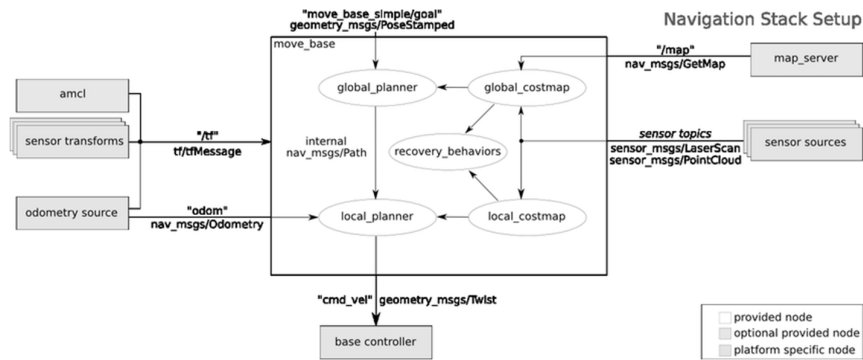 Navigation Stack Setup
"move_base_simple/goal"
geometry_msgs/PoseStamped
move_base
"/map"
nav_msgs/GetMap
map_server
amcl
global_planner
global_costmap
sensor transforms
"/tf"
tf/tfMessage
internal
nav_msgs/Path
recovery_behaviors
sensor topics
sensor_msgs/LaserScan
sensor_msgs/PointCloud
sensor sources
odometry source
"odom"
nav_msgs/Odometry
local_planner
local_costmap
"cmd_vel" geometry_msgs/Twist
base controller
provided node
optional provided node
platform specific node